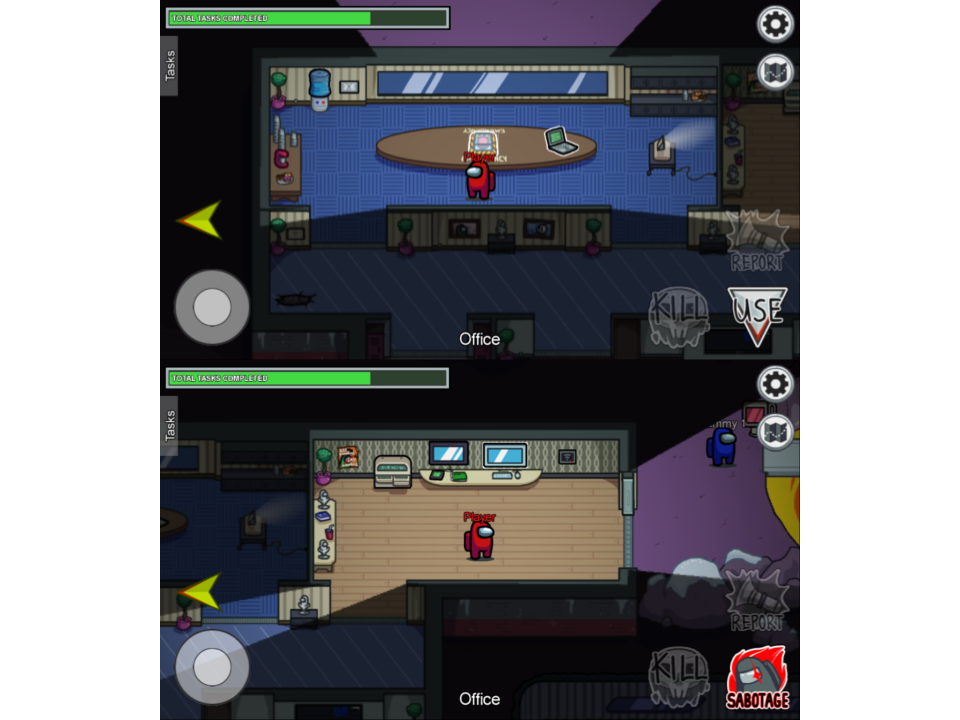 TOTAL TASKS COMPLETED
Tasks
Player
REPORT
KILL
USE
Office
TOTAL TASKS COMPLETED
Tasks
Player
REPORT
KILL
SABOTAGE
Office